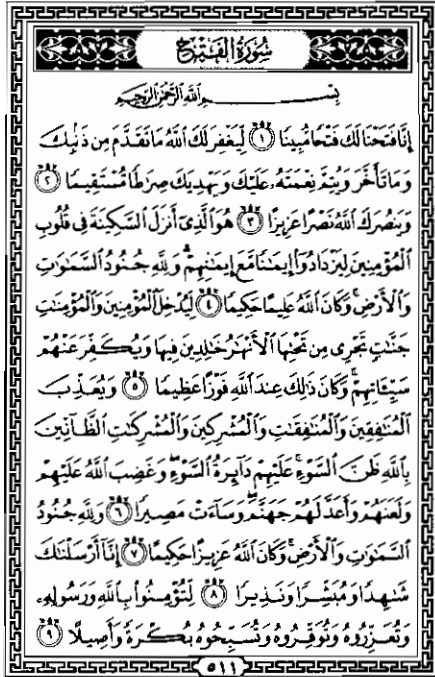 سُورَةُ الفَتْحِ
بِسْمِ اللَّهِ الرَّحْمَٰنِ الرَّحِيمِ
إِنَّا فَتَحْنَا لَكَ فَتْحًا مُّبِينًا ١ لِّيَغْفِرَ لَكَ اللَّهُ مَا تَقَدَّمَ مِن ذَنۢبِكَ
وَمَا تَأَخَّرَ وَيُتِمَّ نِعْمَتَهُۥ عَلَيْكَ وَيَهْدِيَكَ صِرَٰطًا مُّسْتَقِيمًا ٢
وَيَنصُرَكَ اللَّهُ نَصْرًا عَزِيزًا ٣ هُوَ الَّذِىٓ أَنزَلَ السَّكِينَةَ فِى قُلُوبِ
الْمُؤْمِنِينَ لِيَزْدَادُوٓا۟ إِيمَٰنًا مَّعَ إِيمَٰنِهِمْ ۗ وَلِلَّهِ جُنُودُ السَّمَٰوَٰتِ
وَالْأَرْضِ ۚ وَكَانَ اللَّهُ عَلِيمًا حَكِيمًا ٤ لِّيُدْخِلَ الْمُؤْمِنِينَ وَالْمُؤْمِنَٰتِ
جَنَّٰتٍ تَجْرِى مِن تَحْتِهَا الْأَنْهَٰرُ خَٰلِدِينَ فِيهَا وَيُكَفِّرَ عَنْهُمْ
سَيِّـَٔاتِهِمْ ۚ وَكَانَ ذَٰلِكَ عِندَ اللَّهِ فَوْزًا عَظِيمًا ٥ وَيُعَذِّبَ
الْمُنَٰفِقِينَ وَالْمُنَٰفِقَٰتِ وَالْمُشْرِكِينَ وَالْمُشْرِكَٰتِ الظَّآنِّينَ
بِاللَّهِ ظَنَّ السَّوْءِ ۚ عَلَيْهِمْ دَآئِرَةُ السَّوْءِ ۖ وَغَضِبَ اللَّهُ عَلَيْهِمْ
وَلَعَنَهُمْ وَأَعَدَّ لَهُمْ جَهَنَّمَ ۖ وَسَآءَتْ مَصِيرًا ٦ وَلِلَّهِ جُنُودُ
السَّمَٰوَٰتِ وَالْأَرْضِ ۚ وَكَانَ اللَّهُ عَزِيزًا حَكِيمًا ٧ إِنَّآ أَرْسَلْنَٰكَ
شَٰهِدًا وَمُبَشِّرًا وَنَذِيرًا ٨ لِّتُؤْمِنُوا۟ بِاللَّهِ وَرَسُولِهِۦ
وَتُعَزِّرُوهُ وَتُوَقِّرُوهُ وَتُسَبِّحُوهُ بُكْرَةً وَأَصِيلًا ٩
٥١١